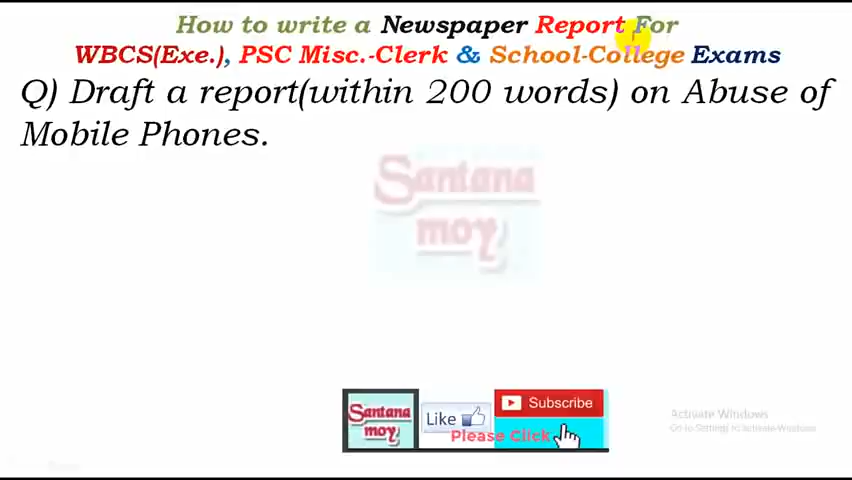 How to write a Newspaper Report For
WBCS(Exe.), PSC Misc.-Clerk & School-College Exams
Q) Draft a report(within 200 words) on Abuse of
Mobile Phones.
Santana
moy
Santana
moy
Like
Subscribe
Please Click
Activate Windows
Go to Settings to activate Windows.